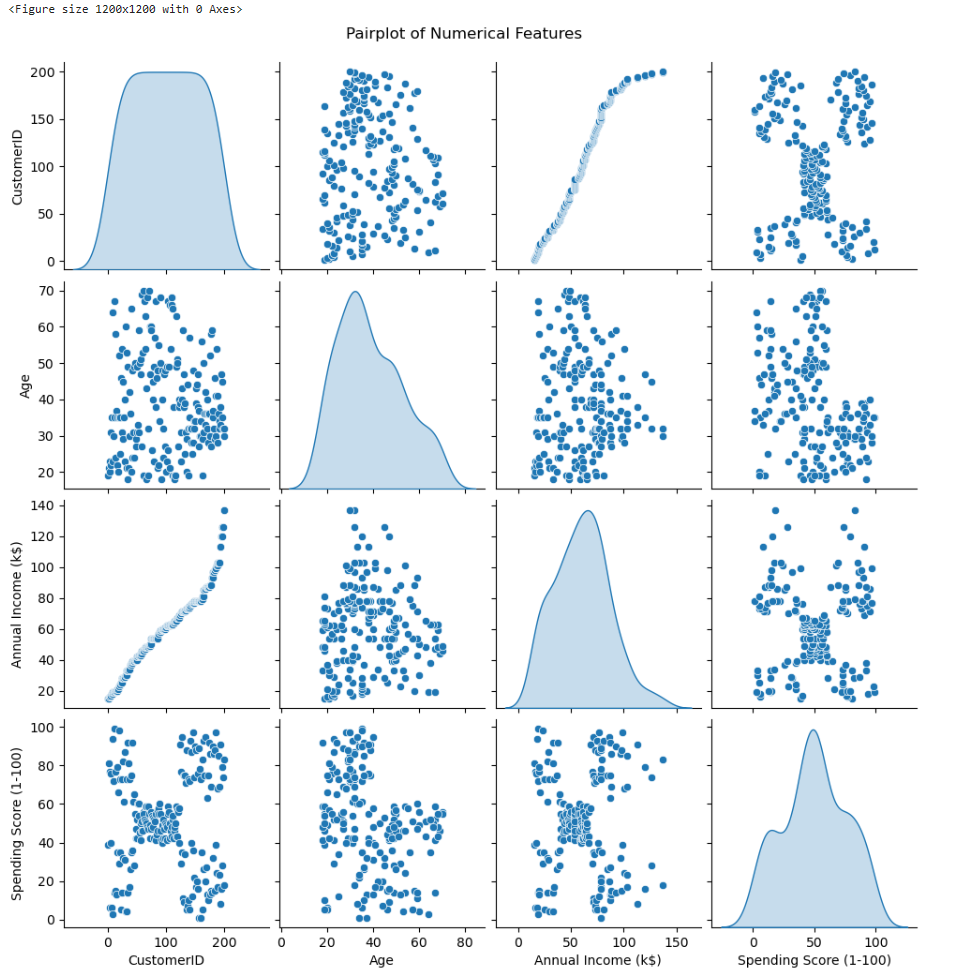 <Figure size 1200x1200 with 0 Axes>
Pairplot of Numerical Features
200
150
100
50
0
CustomerID
70
60
50
40
30
20
Age
140
120
100
80
60
40
20
Annual Income (k$)
100
80
60
40
20
0
Spending Score (1-100)
0 100 200
CustomerID
0 20 40 60 80
Age
0 50 100 150
Annual Income (k$)
0 50 100
Spending Score (1-100)